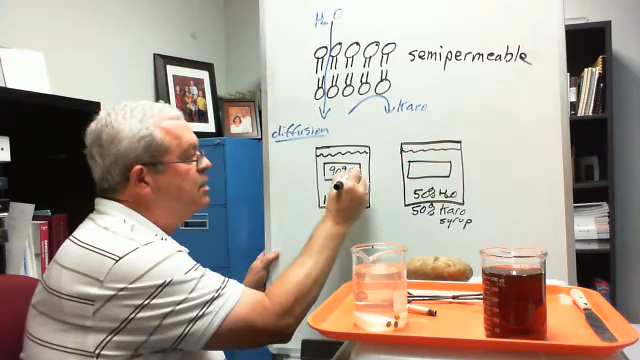 H2O
semipermeable
Karo
diffusion
90%
50% H2O
50% Karo
syrup